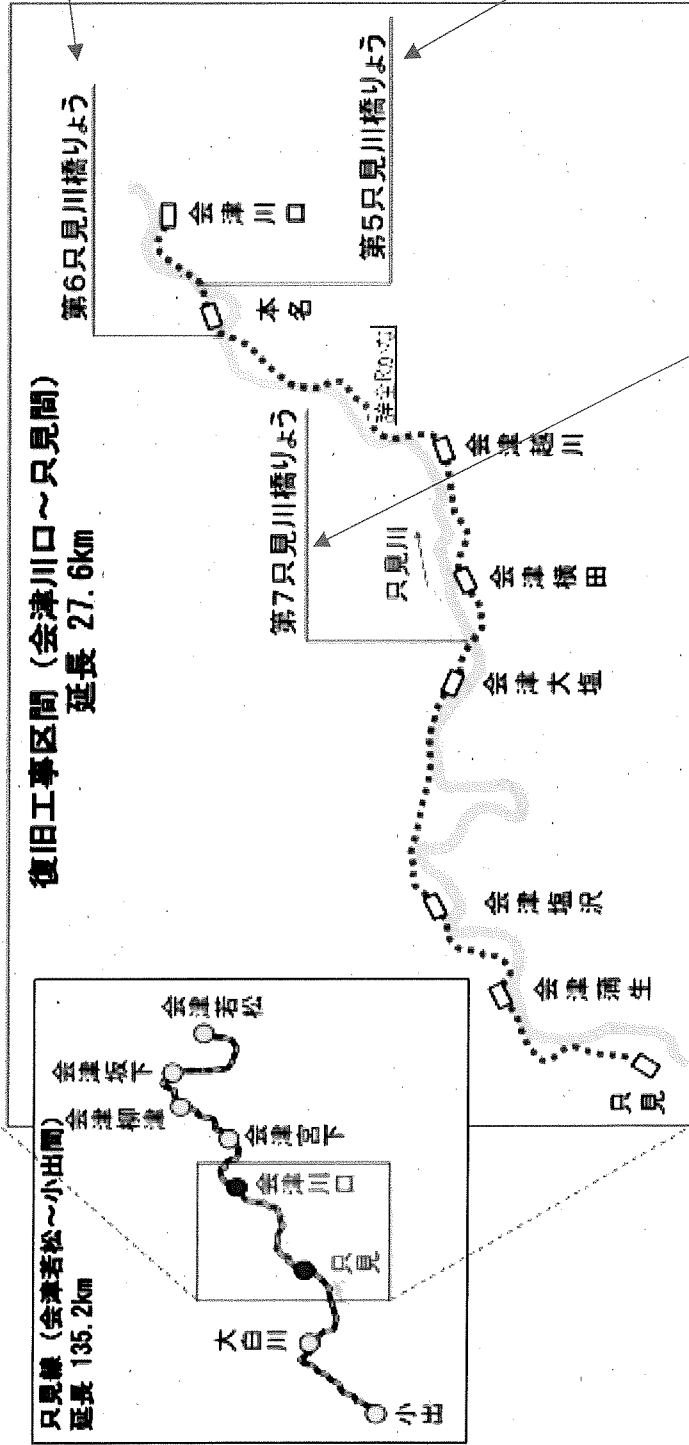 只見線（会津若松～小出間）
延長 135.2km
会津若松
会津坂下
会津柳津
会津宮下
会津川口
只見
大白川
小出
復旧工事区間（会津川口～只見間）
延長 27.6km
第6只見川橋りょう
第5只見川橋りょう
第7只見川橋りょう
会津川口
本名
会津越川
只見川
会津横田
会津大塩
会津塩沢
会津蒲生
只見